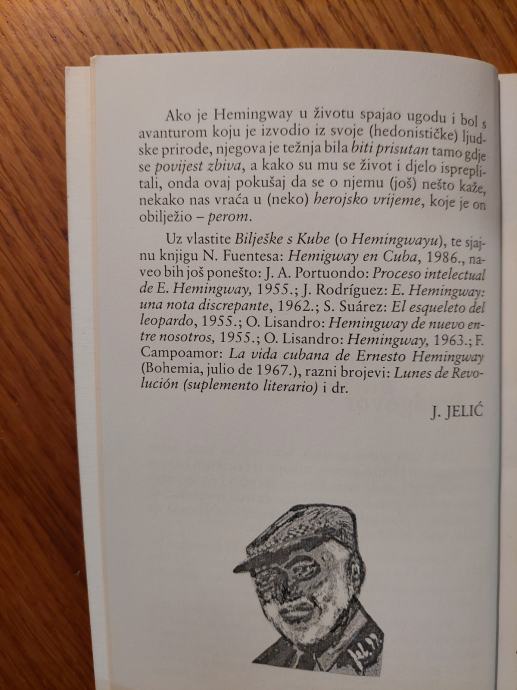 Ako je Hemingway u životu spajao ugodu i bol s
avanturom koju je izvodio iz svoje (hedonističke) ljud-
ske prirode, njegova je težnja bila biti prisutan tamo gdje
se povijest zbiva, a kako su mu se život i djelo isprepli-
tali, onda ovaj pokušaj da se o njemu (još) nešto kaže,
nekako nas vraća u (neko) herojsko vrijeme, koje je on
obilježio – perom.
Uz vlastite Bilješke s Kube (o Hemingwayu), te sjaj-
nu knjigu N. Fuentesa: Hemigway en Cuba, 1986., na-
veo bih još ponešto: J. A. Portuondo: Proceso intelectual
de E. Hemingway, 1955.; J. Rodríguez: E. Hemingway:
una nota discrepante, 1962.; S. Suárez: El esqueleto del
leopardo, 1955.; O. Lisandro: Hemingway de nuevo en-
tre nosotros, 1955.; O. Lisandro: Hemingway, 1963.; F.
Campoamor: La vida cubana de Ernesto Hemingway
(Bohemia, julio de 1967.), razni brojevi: Lunes de Revo-
lución (suplemento literario) i dr.
J. JELIĆ